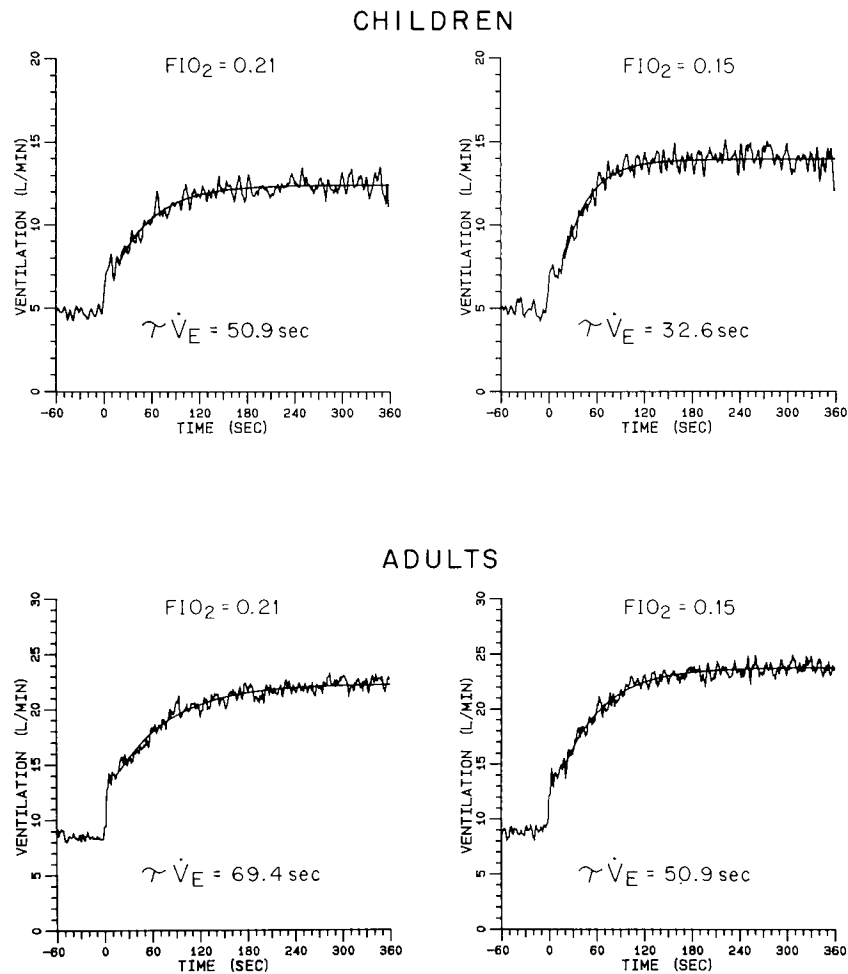 CHILDREN
FIO2 = 0.21
VENTILATION (L/MIN)
20
15
10
5
0
τ V̇E = 50.9 sec
-60 0 60 120 180 240 300 360
TIME (SEC)
FIO2 = 0.15
VENTILATION (L/MIN)
20
15
10
5
0
τ V̇E = 32.6 sec
-60 0 60 120 180 240 300 360
TIME (SEC)
ADULTS
FIO2 = 0.21
VENTILATION (L/MIN)
30
25
20
15
10
5
0
τ V̇E = 69.4 sec
-60 0 60 120 180 240 300 360
TIME (SEC)
FIO2 = 0.15
VENTILATION (L/MIN)
30
25
20
15
10
5
0
τ V̇E = 50.9 sec
-60 0 60 120 180 240 300 360
TIME (SEC)